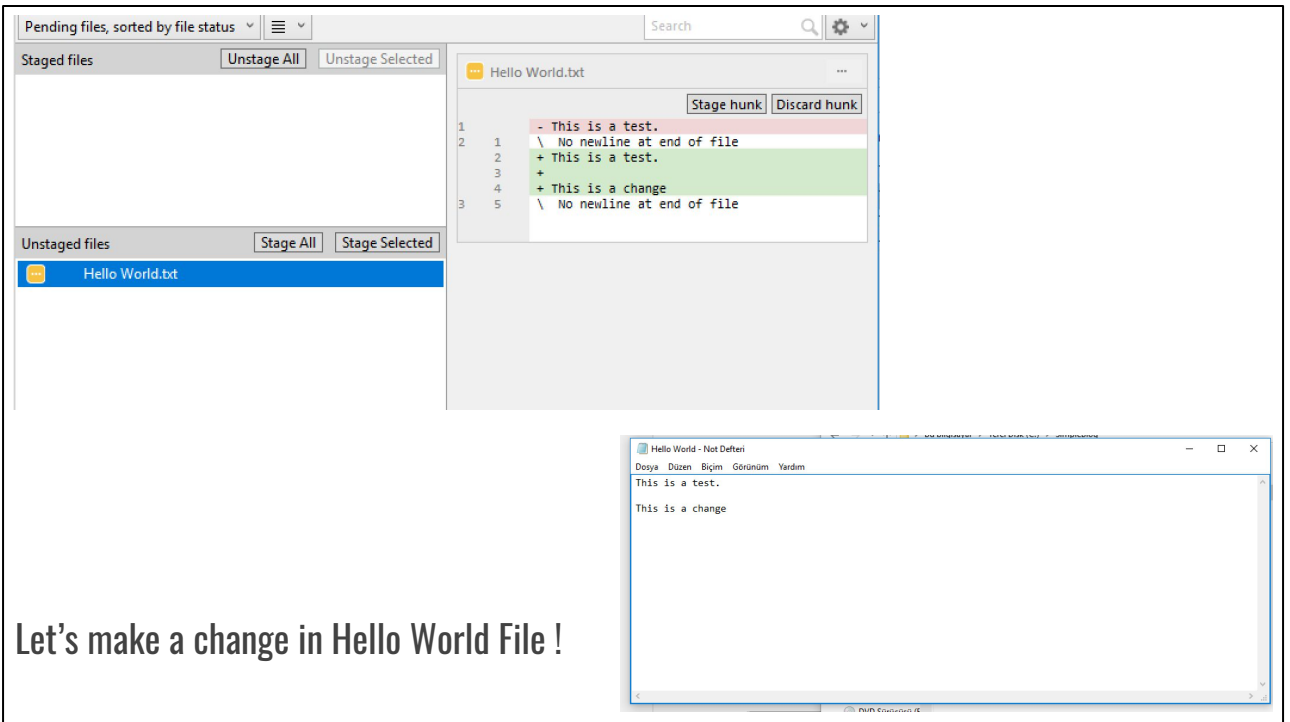 Pending files, sorted by file status
Search
Staged files
Unstage All
Unstage Selected
Hello World.txt
Stage hunk
Discard hunk
1 - This is a test.
2 1 \ No newline at end of file
2 + This is a test.
3 +
4 + This is a change
3 5 \ No newline at end of file
Unstaged files
Stage All
Stage Selected
Hello World.txt
Hello World - Not Defteri
Dosya Düzen Biçim Görünüm Yardım
This is a test.
This is a change
Let's make a change in Hello World File !